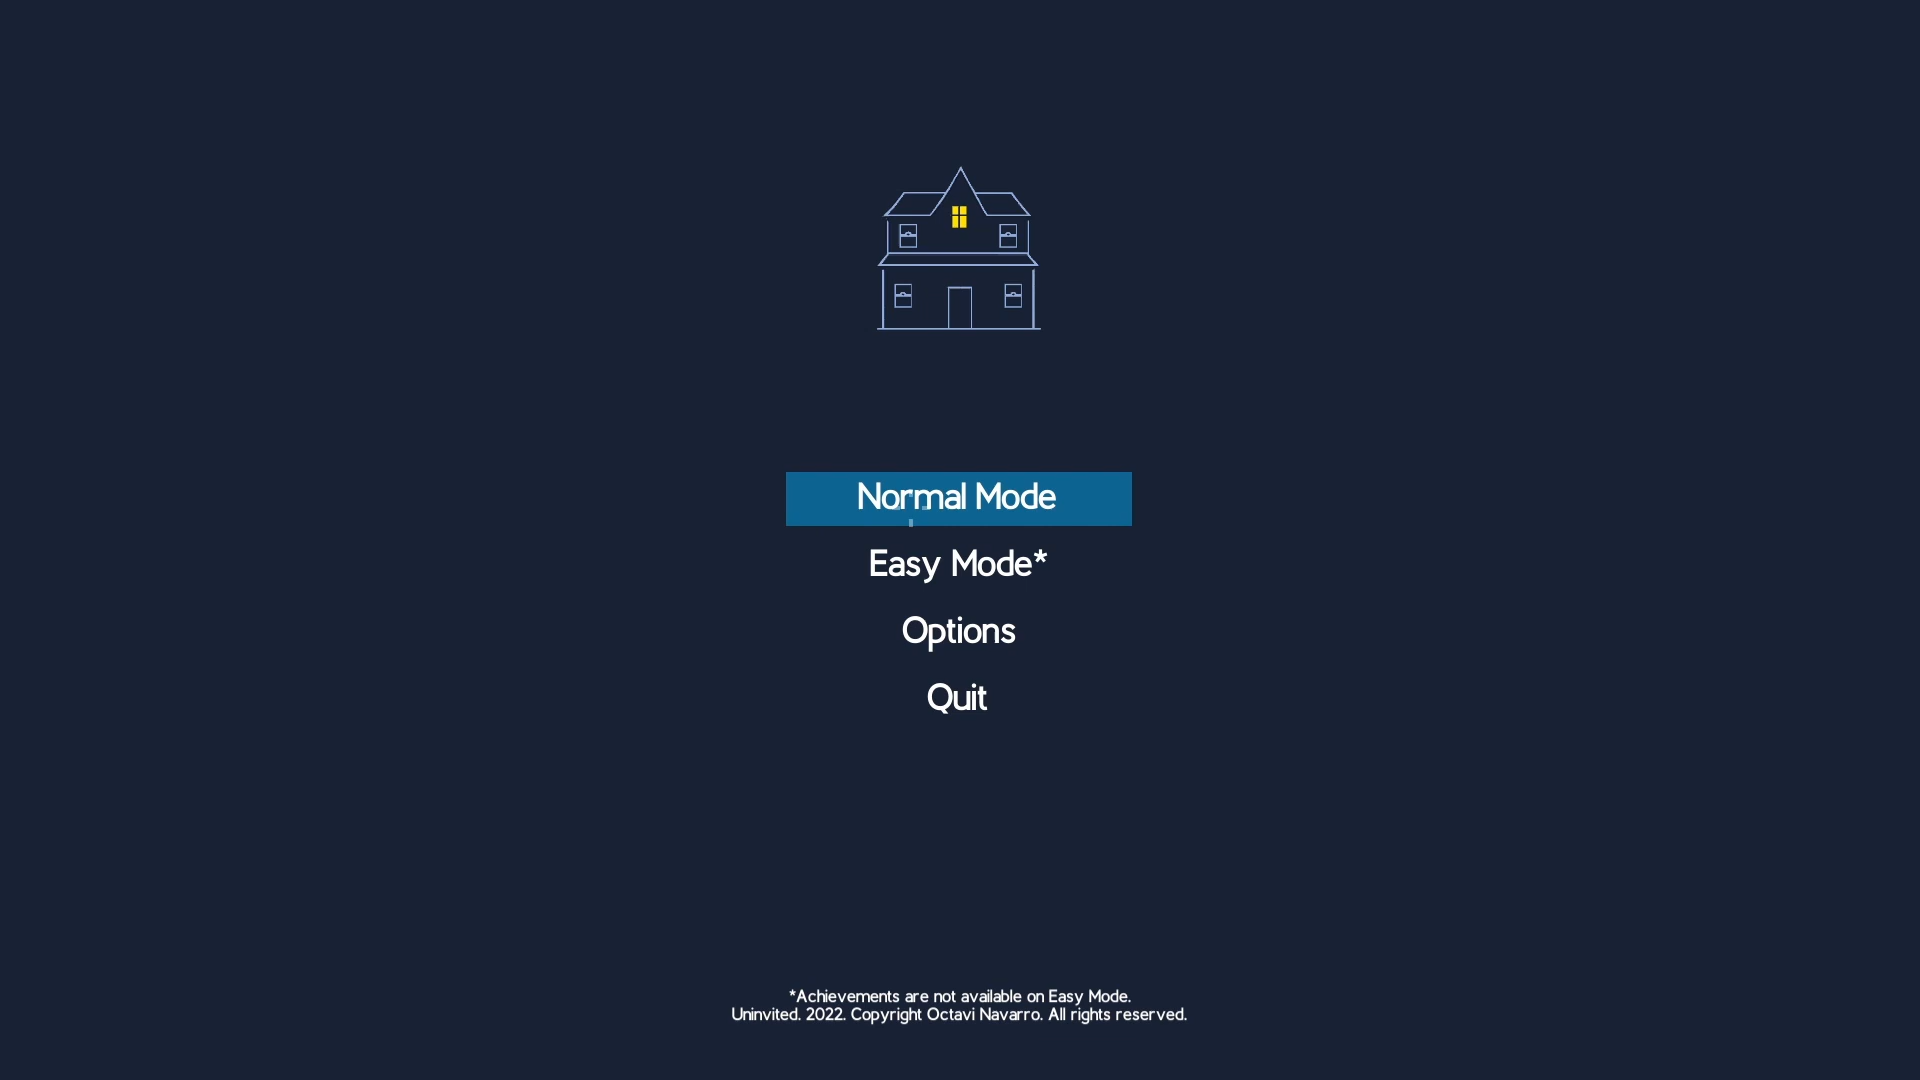 Normal Mode
Easy Mode*
Options
Quit
*Achievements are not available on Easy Mode.
Uninvited. 2022. Copyright Octavi Navarro. All rights reserved.